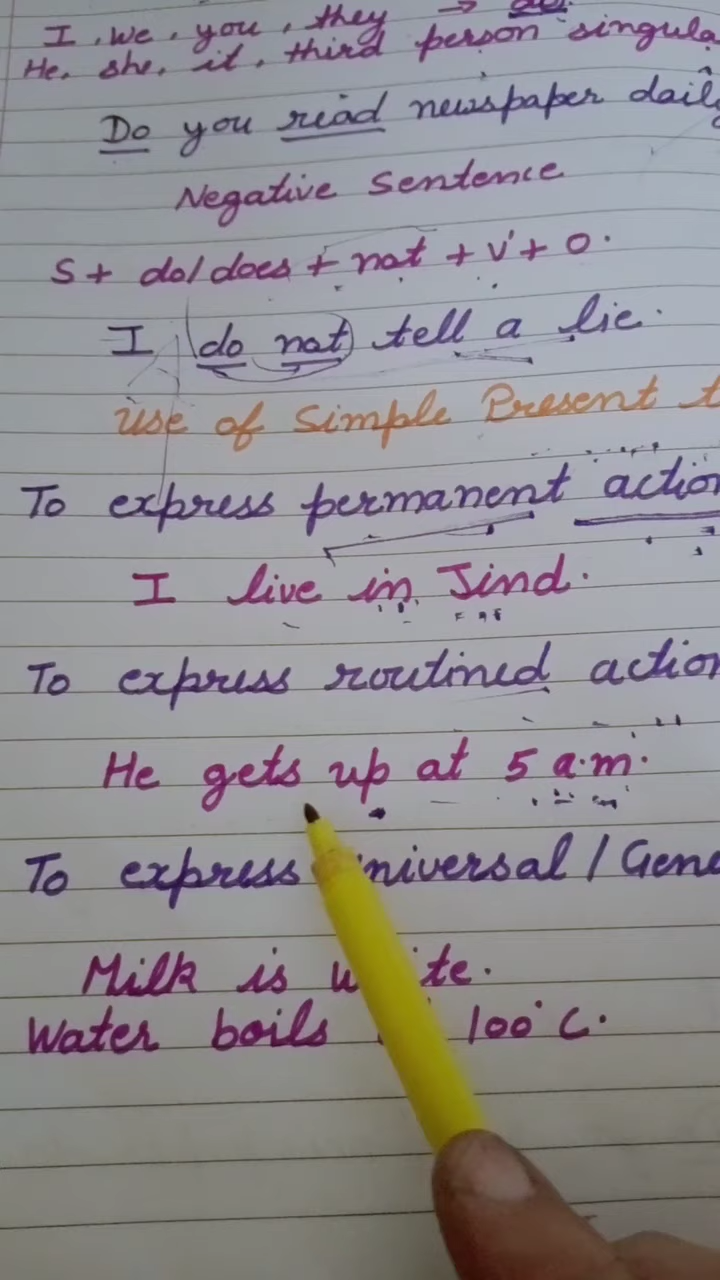 I, we, you, they →
He, she, it, third person singula
Do you read newspaper daily
Negative Sentence
S+ do/does + not + V' + O.
I do not tell a lie.
Use of Simple Present t
To express permanent action
I live in Jind.
To express routined action
He gets up at 5 a.m.
To express universal / Gene
Milk is white.
Water boils 100°C.